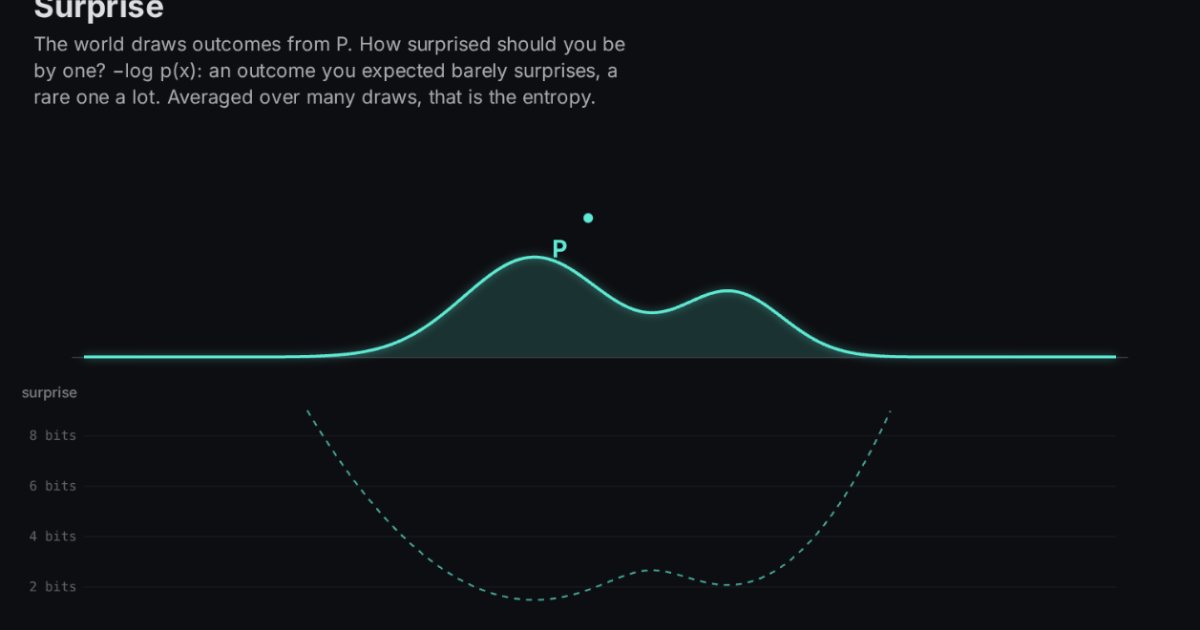 Surprise
The world draws outcomes from P. How surprised should you be
by one? −log p(x): an outcome you expected barely surprises, a
rare one a lot. Averaged over many draws, that is the entropy.
P
surprise
8 bits
6 bits
4 bits
2 bits